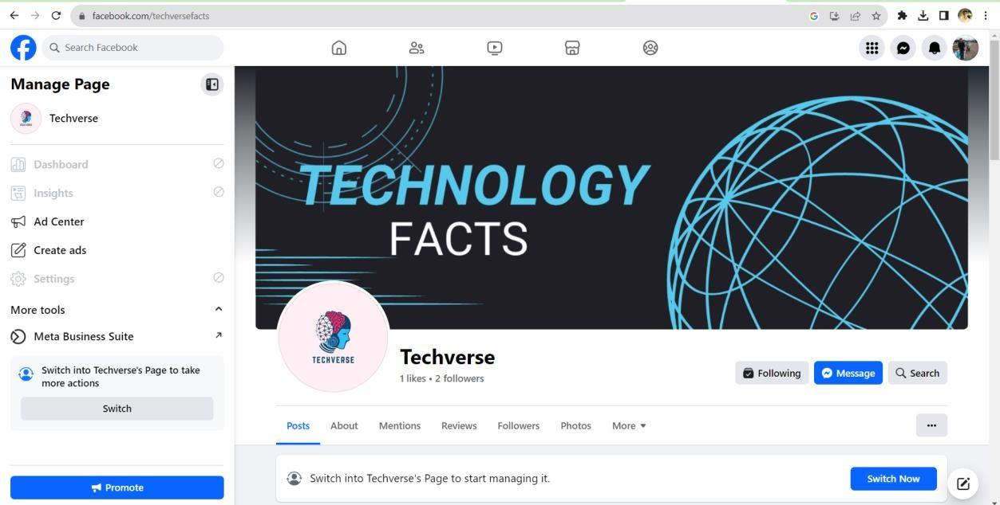 facebook.com/techversefacts
Search Facebook
Manage Page
Techverse
Dashboard
Insights
Ad Center
Create ads
Settings
More tools
Meta Business Suite
Switch into Techverse's Page to take
more actions
Switch
Promote
TECHNOLOGY
FACTS
TECHVERSE
Techverse
1 likes • 2 followers
Following
Message
Search
Posts
About
Mentions
Reviews
Followers
Photos
More
Switch into Techverse's Page to start managing it.
Switch Now